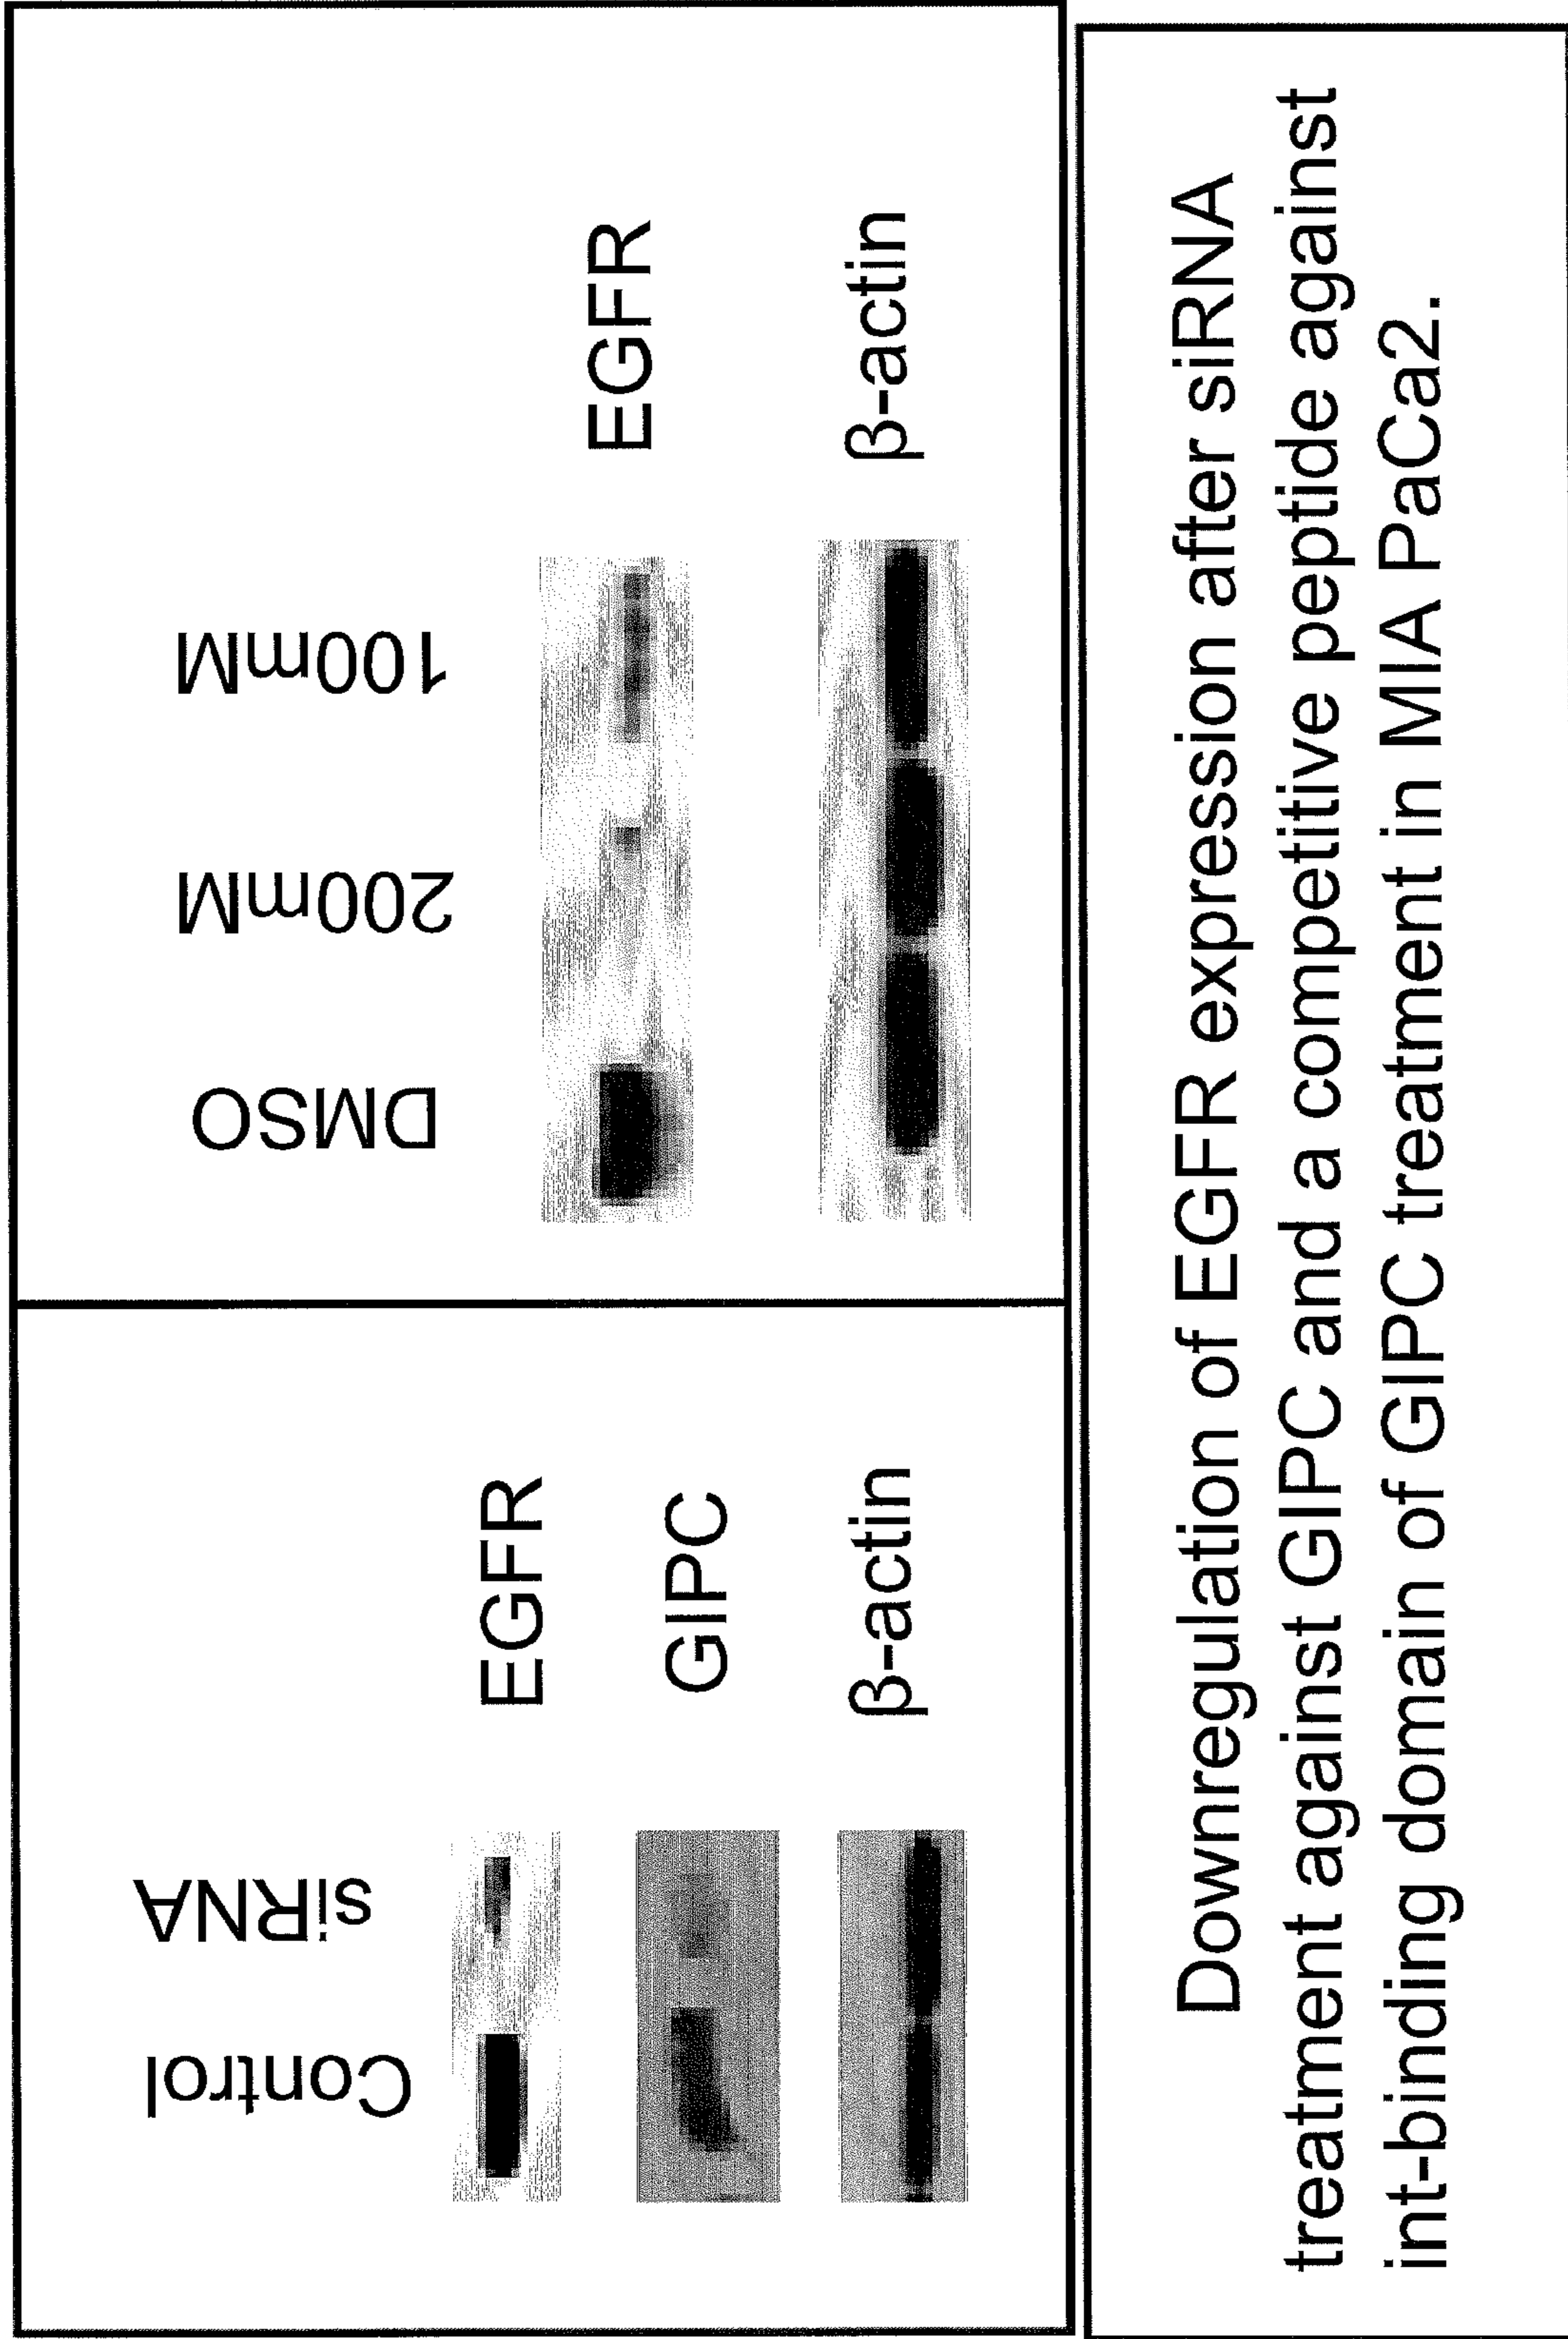 Control
siRNA
EGFR
GIPC
β-actin
DMSO
200mM
100mM
EGFR
β-actin
Downregulation of EGFR expression after siRNA
treatment against GIPC and a competitive peptide against
int-binding domain of GIPC treatment in MIA PaCa2.